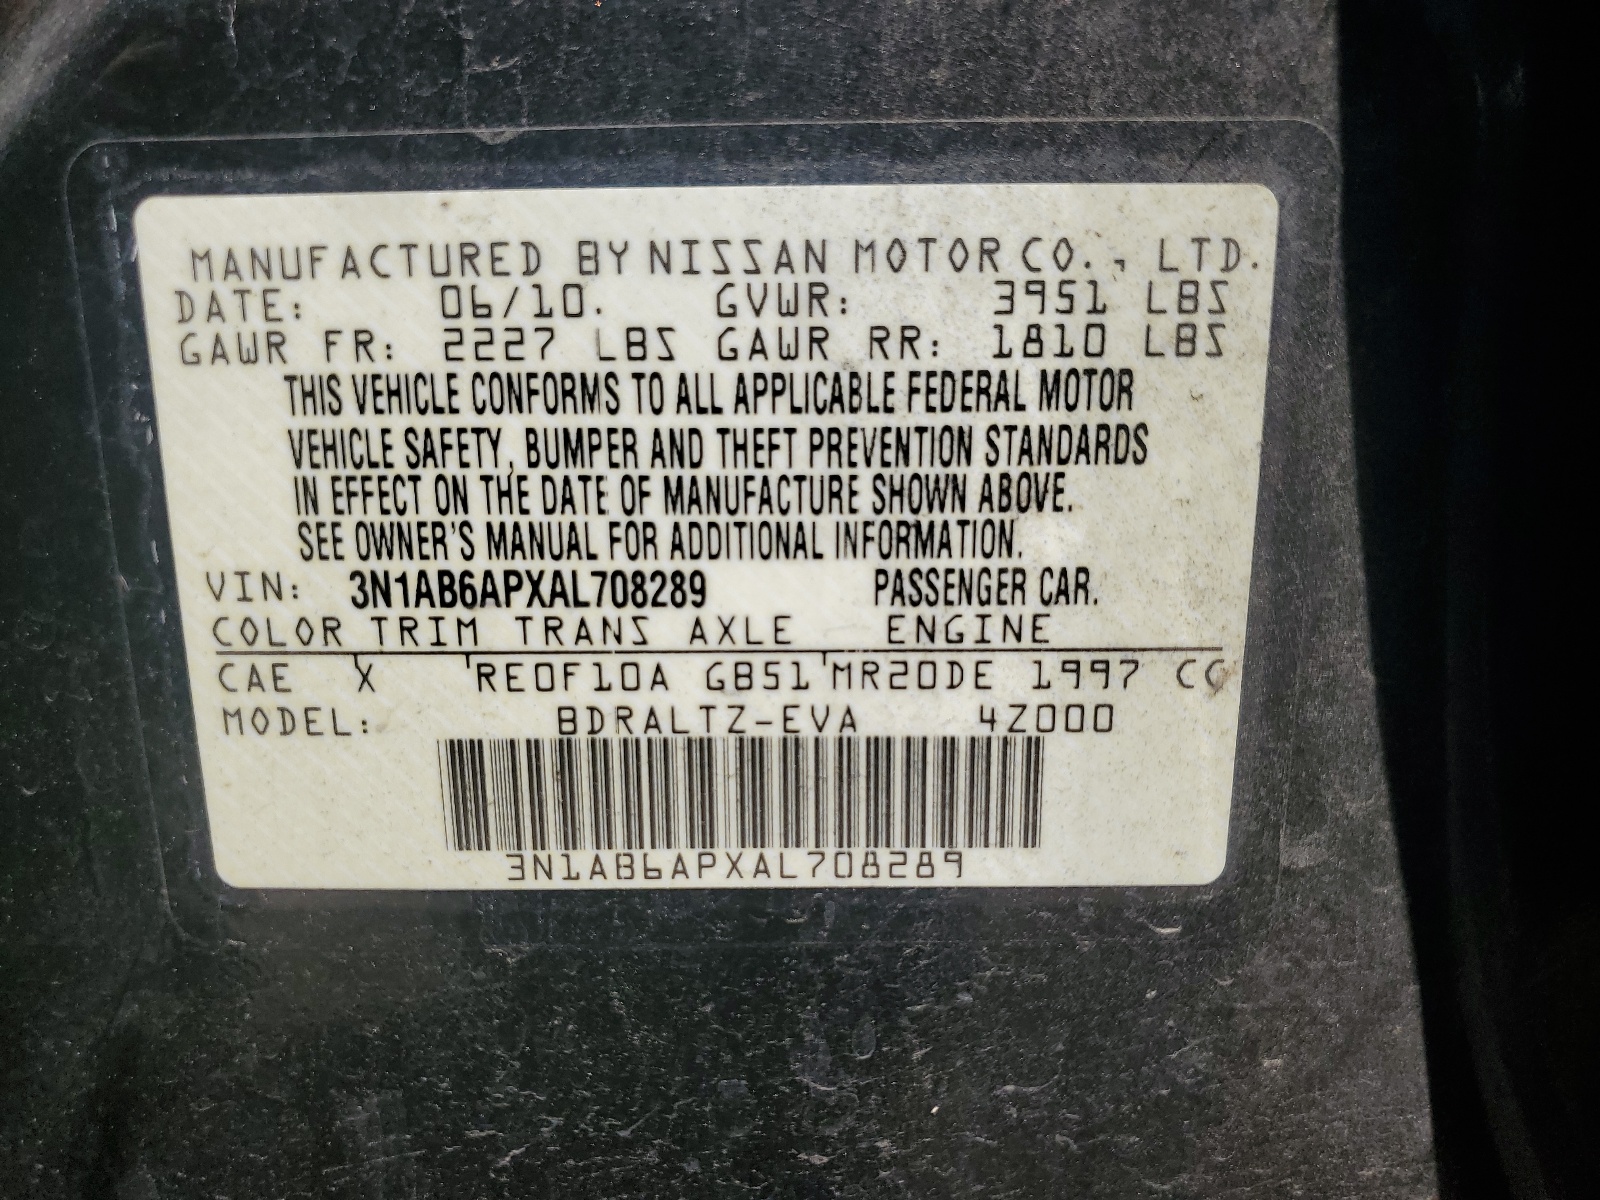 MANUFACTURED BY NISSAN MOTOR CO., LTD.
DATE: 06/10. GVWR: 3951 LBS
GAWR FR: 2227 LBS GAWR RR: 1810 LBS
THIS VEHICLE CONFORMS TO ALL APPLICABLE FEDERAL MOTOR
VEHICLE SAFETY, BUMPER AND THEFT PREVENTION STANDARDS
IN EFFECT ON THE DATE OF MANUFACTURE SHOWN ABOVE.
SEE OWNER'S MANUAL FOR ADDITIONAL INFORMATION.
VIN: 3N1AB6APXAL708289 PASSENGER CAR.
COLOR TRIM TRANS AXLE ENGINE
CAE X RE0F10A GB51 MR20DE 1997 CC
MODEL: BDRALTZ-EVA 4Z000
3N1AB6APXAL708289